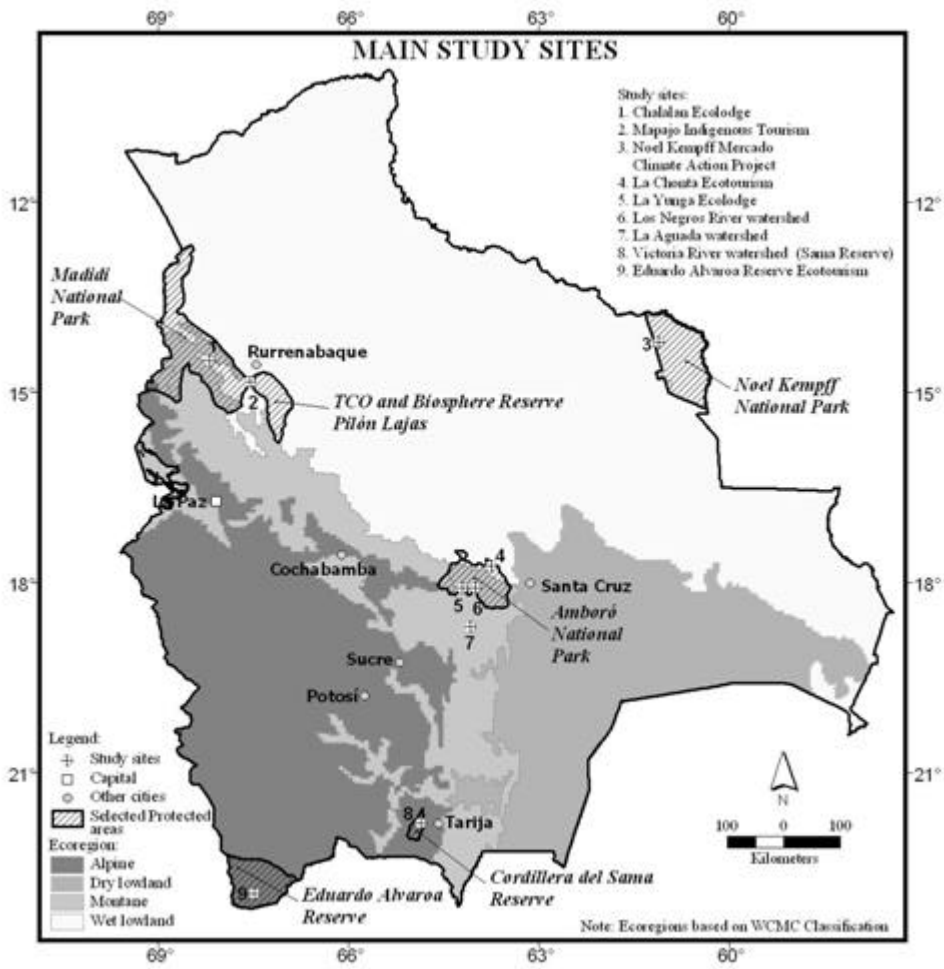 69° 66° 63° 60°
MAIN STUDY SITES
Study sites:
1. Chalalan Ecolodge
2. Mapajo Indigenous Tourism
3. Noel Kempff Mercado
Climate Action Project
4. La Chonta Ecotourism
5. La Yunga Ecolodge
6. Los Negros River watershed
7. La Aguada watershed
8. Victoria River watershed (Sama Reserve)
9. Eduardo Alvaroa Reserve Ecotourism
12° 12°
Madidi
National
Park
1
Rurrenabaque
3
2
TCO and Biosphere Reserve
Pilón Lajas
Noel Kempff
National Park
15° 15°
La Paz
Cochabamba
4
18° 18°
Santa Cruz
5 6
Amboró
National
Park
7
Sucre
Potosí
Legend:
Study sites
Capital
Other cities
Selected Protected
areas
Ecoregion:
Alpine
Dry lowland
Montane
Wet lowland
21° 21°
N
8
Tarija
100 0 100
Kilometers
Cordillera del Sama
Reserve
9
Eduardo Alvaroa
Reserve
Note: Ecoregions based on WCMC Classification
69° 66° 63° 60°